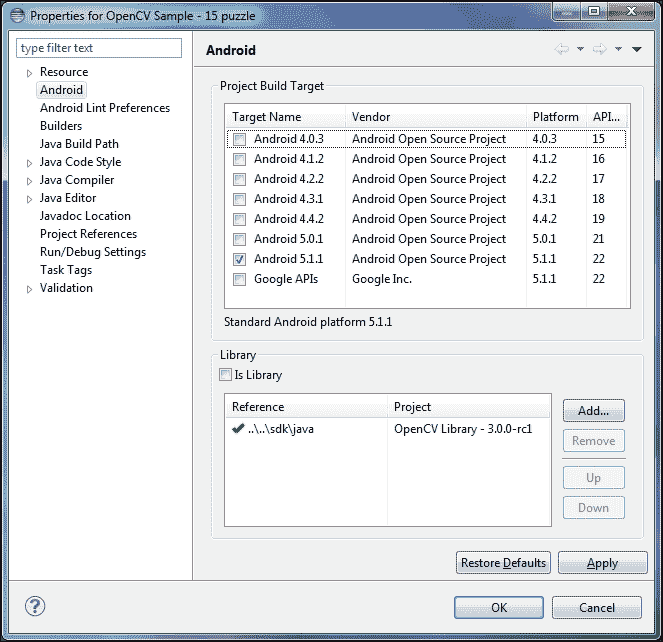 Properties for OpenCV Sample - 15 puzzle
type filter text
Resource
Android
Android Lint Preferences
Builders
Java Build Path
Java Code Style
Java Compiler
Java Editor
Javadoc Location
Project References
Run/Debug Settings
Task Tags
Validation
Android
Project Build Target
Target Name Vendor Platform API...
Android 4.0.3 Android Open Source Project 4.0.3 15
Android 4.1.2 Android Open Source Project 4.1.2 16
Android 4.2.2 Android Open Source Project 4.2.2 17
Android 4.3.1 Android Open Source Project 4.3.1 18
Android 4.4.2 Android Open Source Project 4.4.2 19
Android 5.0.1 Android Open Source Project 5.0.1 21
Android 5.1.1 Android Open Source Project 5.1.1 22
Google APIs Google Inc. 5.1.1 22
Standard Android platform 5.1.1
Library
Is Library
Reference Project
..\..\sdk\java OpenCV Library - 3.0.0-rc1
Add...
Remove
Up
Down
Restore Defaults Apply
? OK Cancel